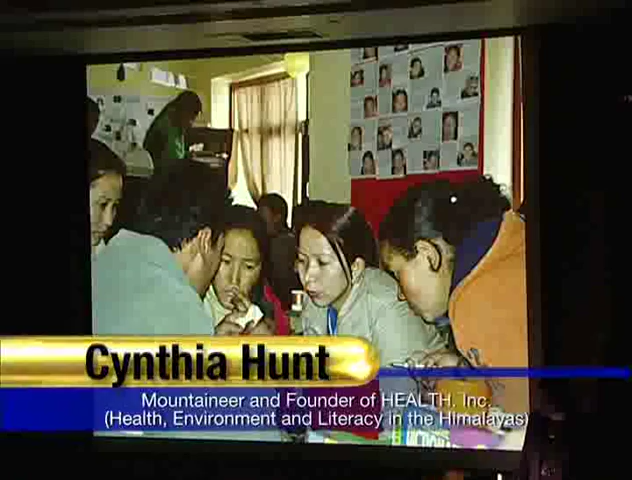 Cynthia Hunt
Mountaineer and Founder of HEALTH, Inc.
(Health, Environment and Literacy in the Himalayas)